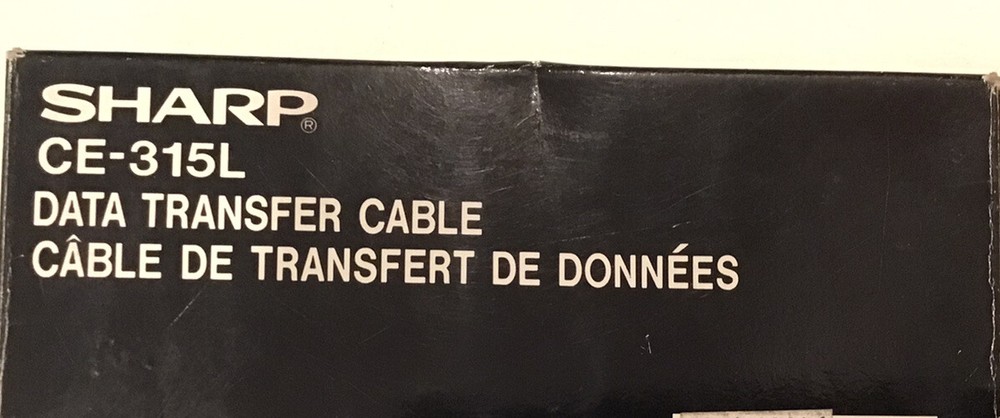 SHARP®
CE-315L
DATA TRANSFER CABLE
CÂBLE DE TRANSFERT DE DONNÉES